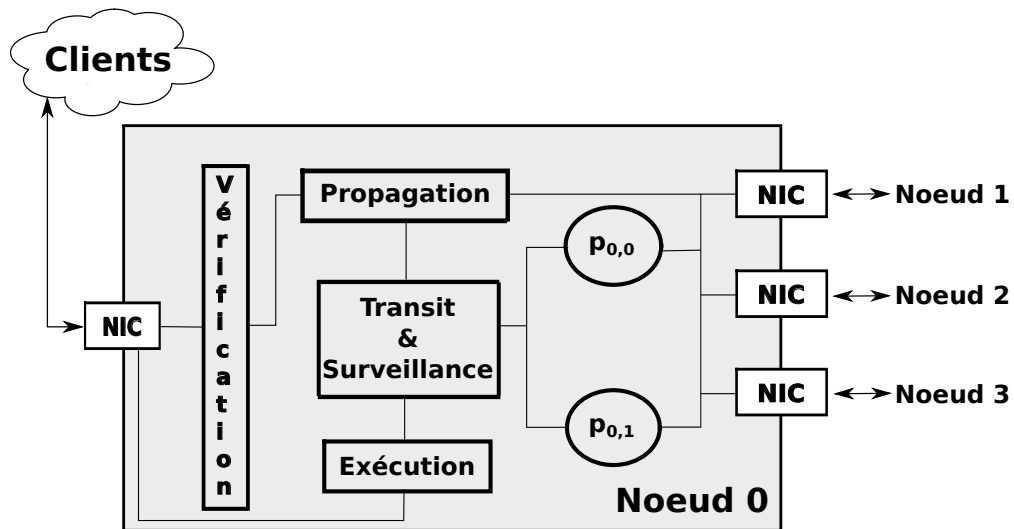 Clients
Vérification
Propagation
NIC
Noeud 1
p0,0
Transit
&
Surveillance
NIC
Noeud 2
NIC
NIC
Noeud 3
p0,1
Exécution
Noeud 0